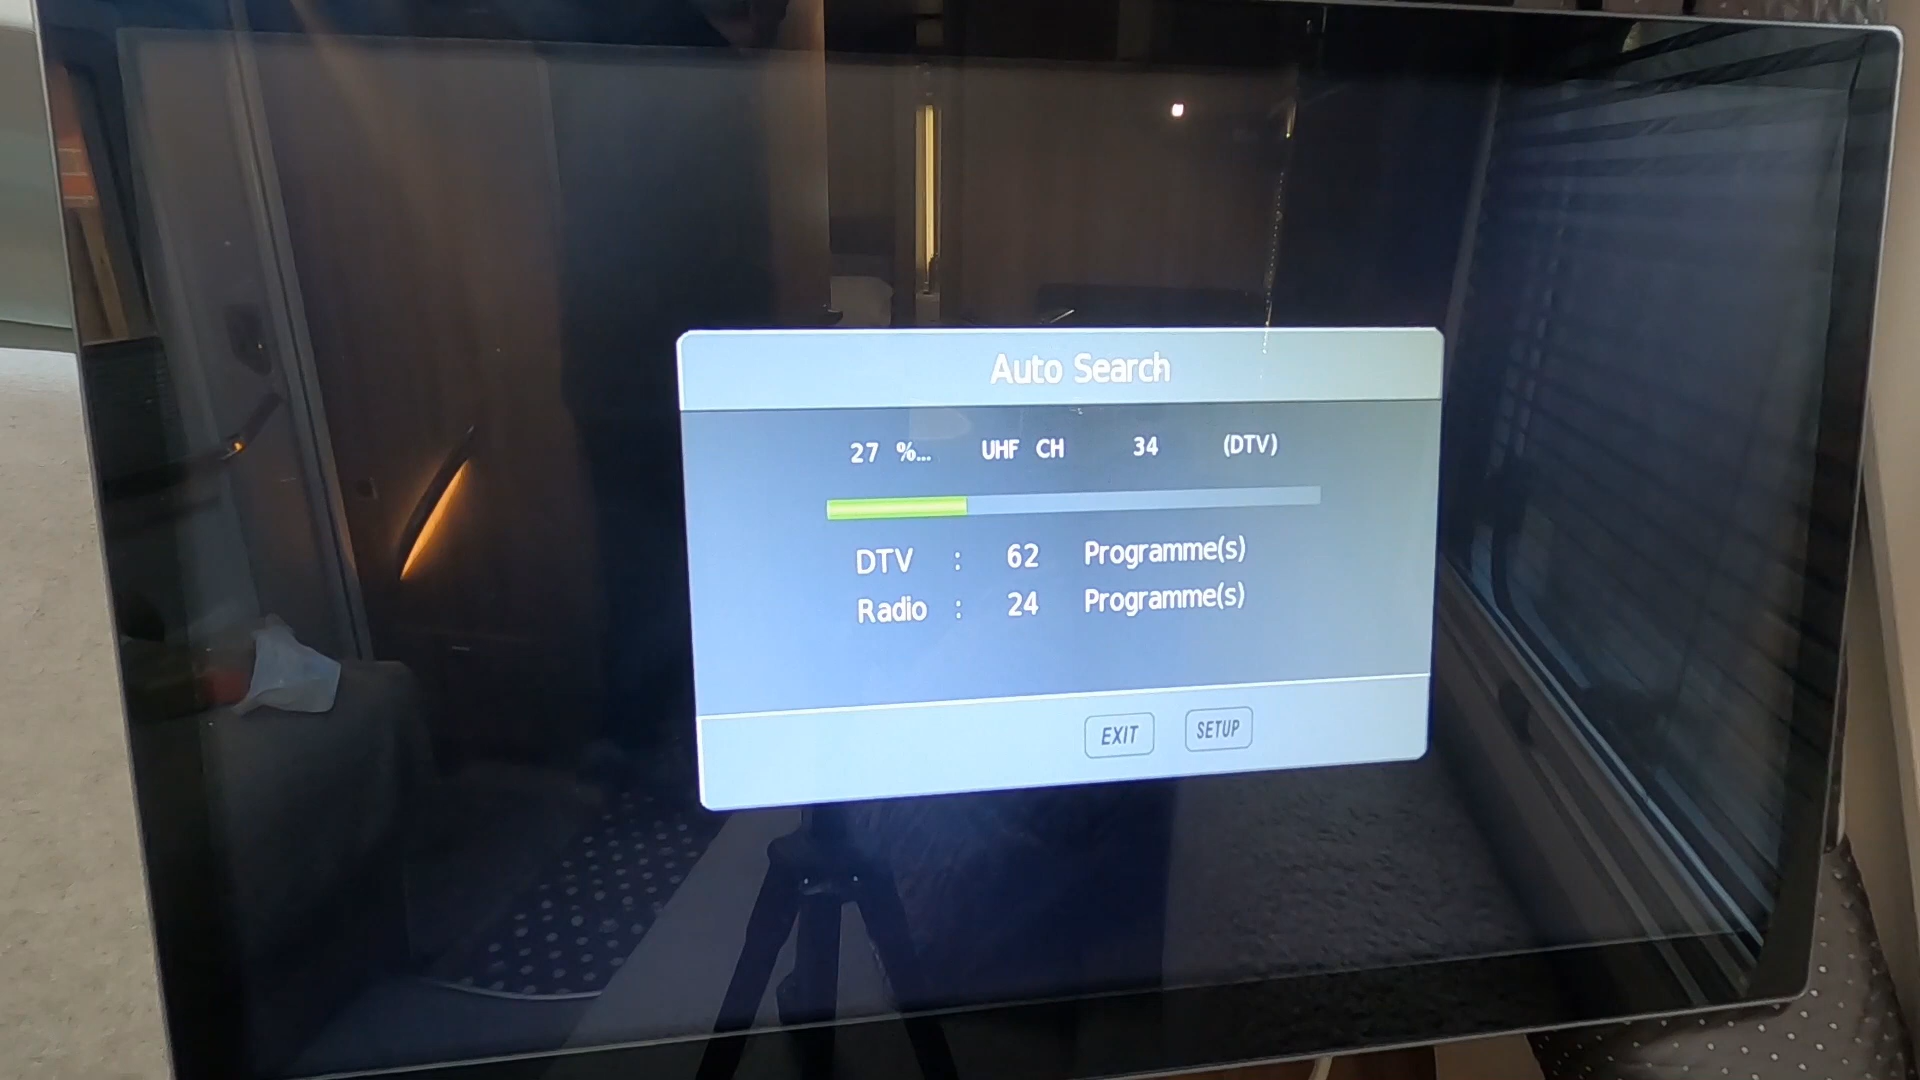 Auto Search
27 %... UHF CH 34 (DTV)
DTV : 62 Programme(s)
Radio : 24 Programme(s)
EXIT SETUP